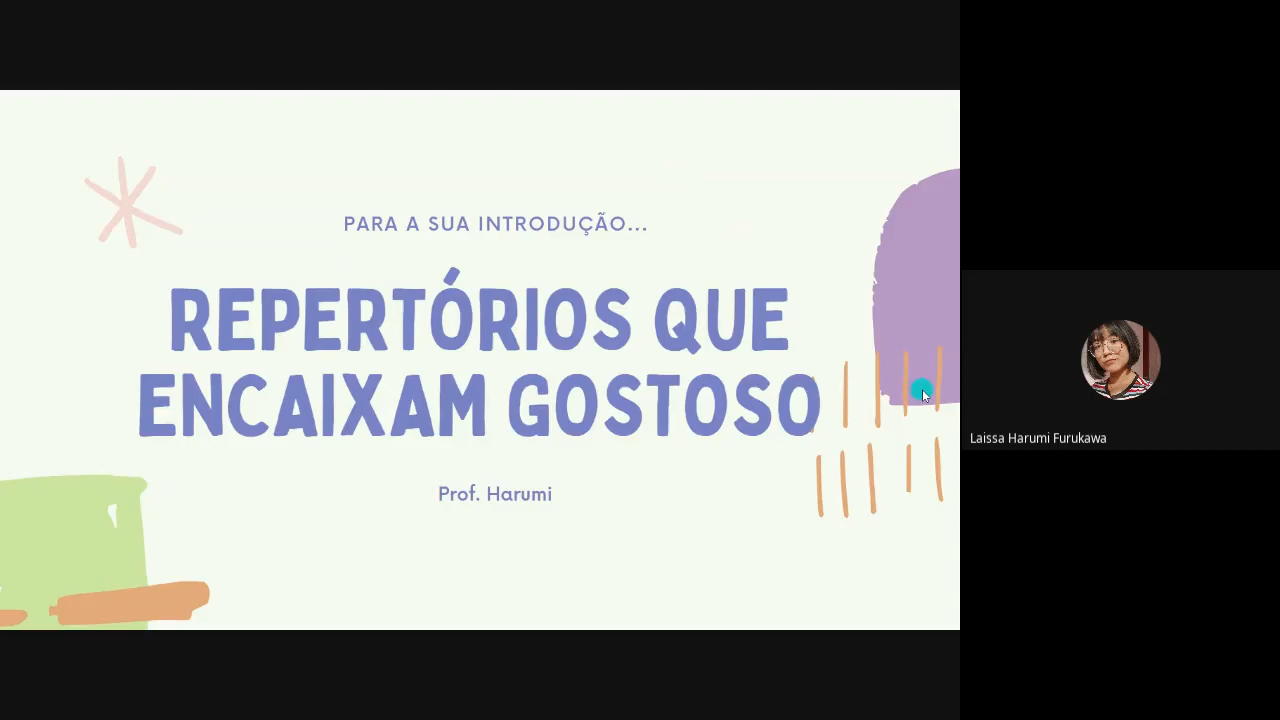 PARA A SUA INTRODUÇÃO...
REPERTÓRIOS QUE
ENCAIXAM GOSTOSO
Prof. Harumi
Laissa Harumi Furukawa